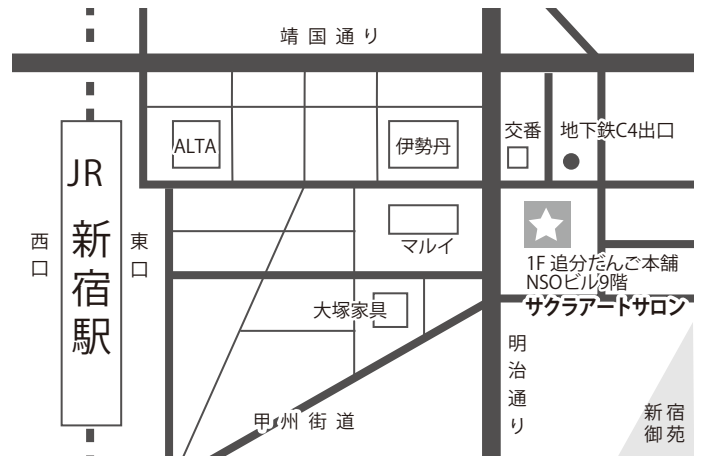 靖国通り
ALTA
伊勢丹
交番
地下鉄C4出口
JR
新宿駅
西口
東口
マルイ
1F 追分だんご本舗
NSOビル9階
サクラアートサロン
大塚家具
明治通り
甲州街道
新宿
御苑